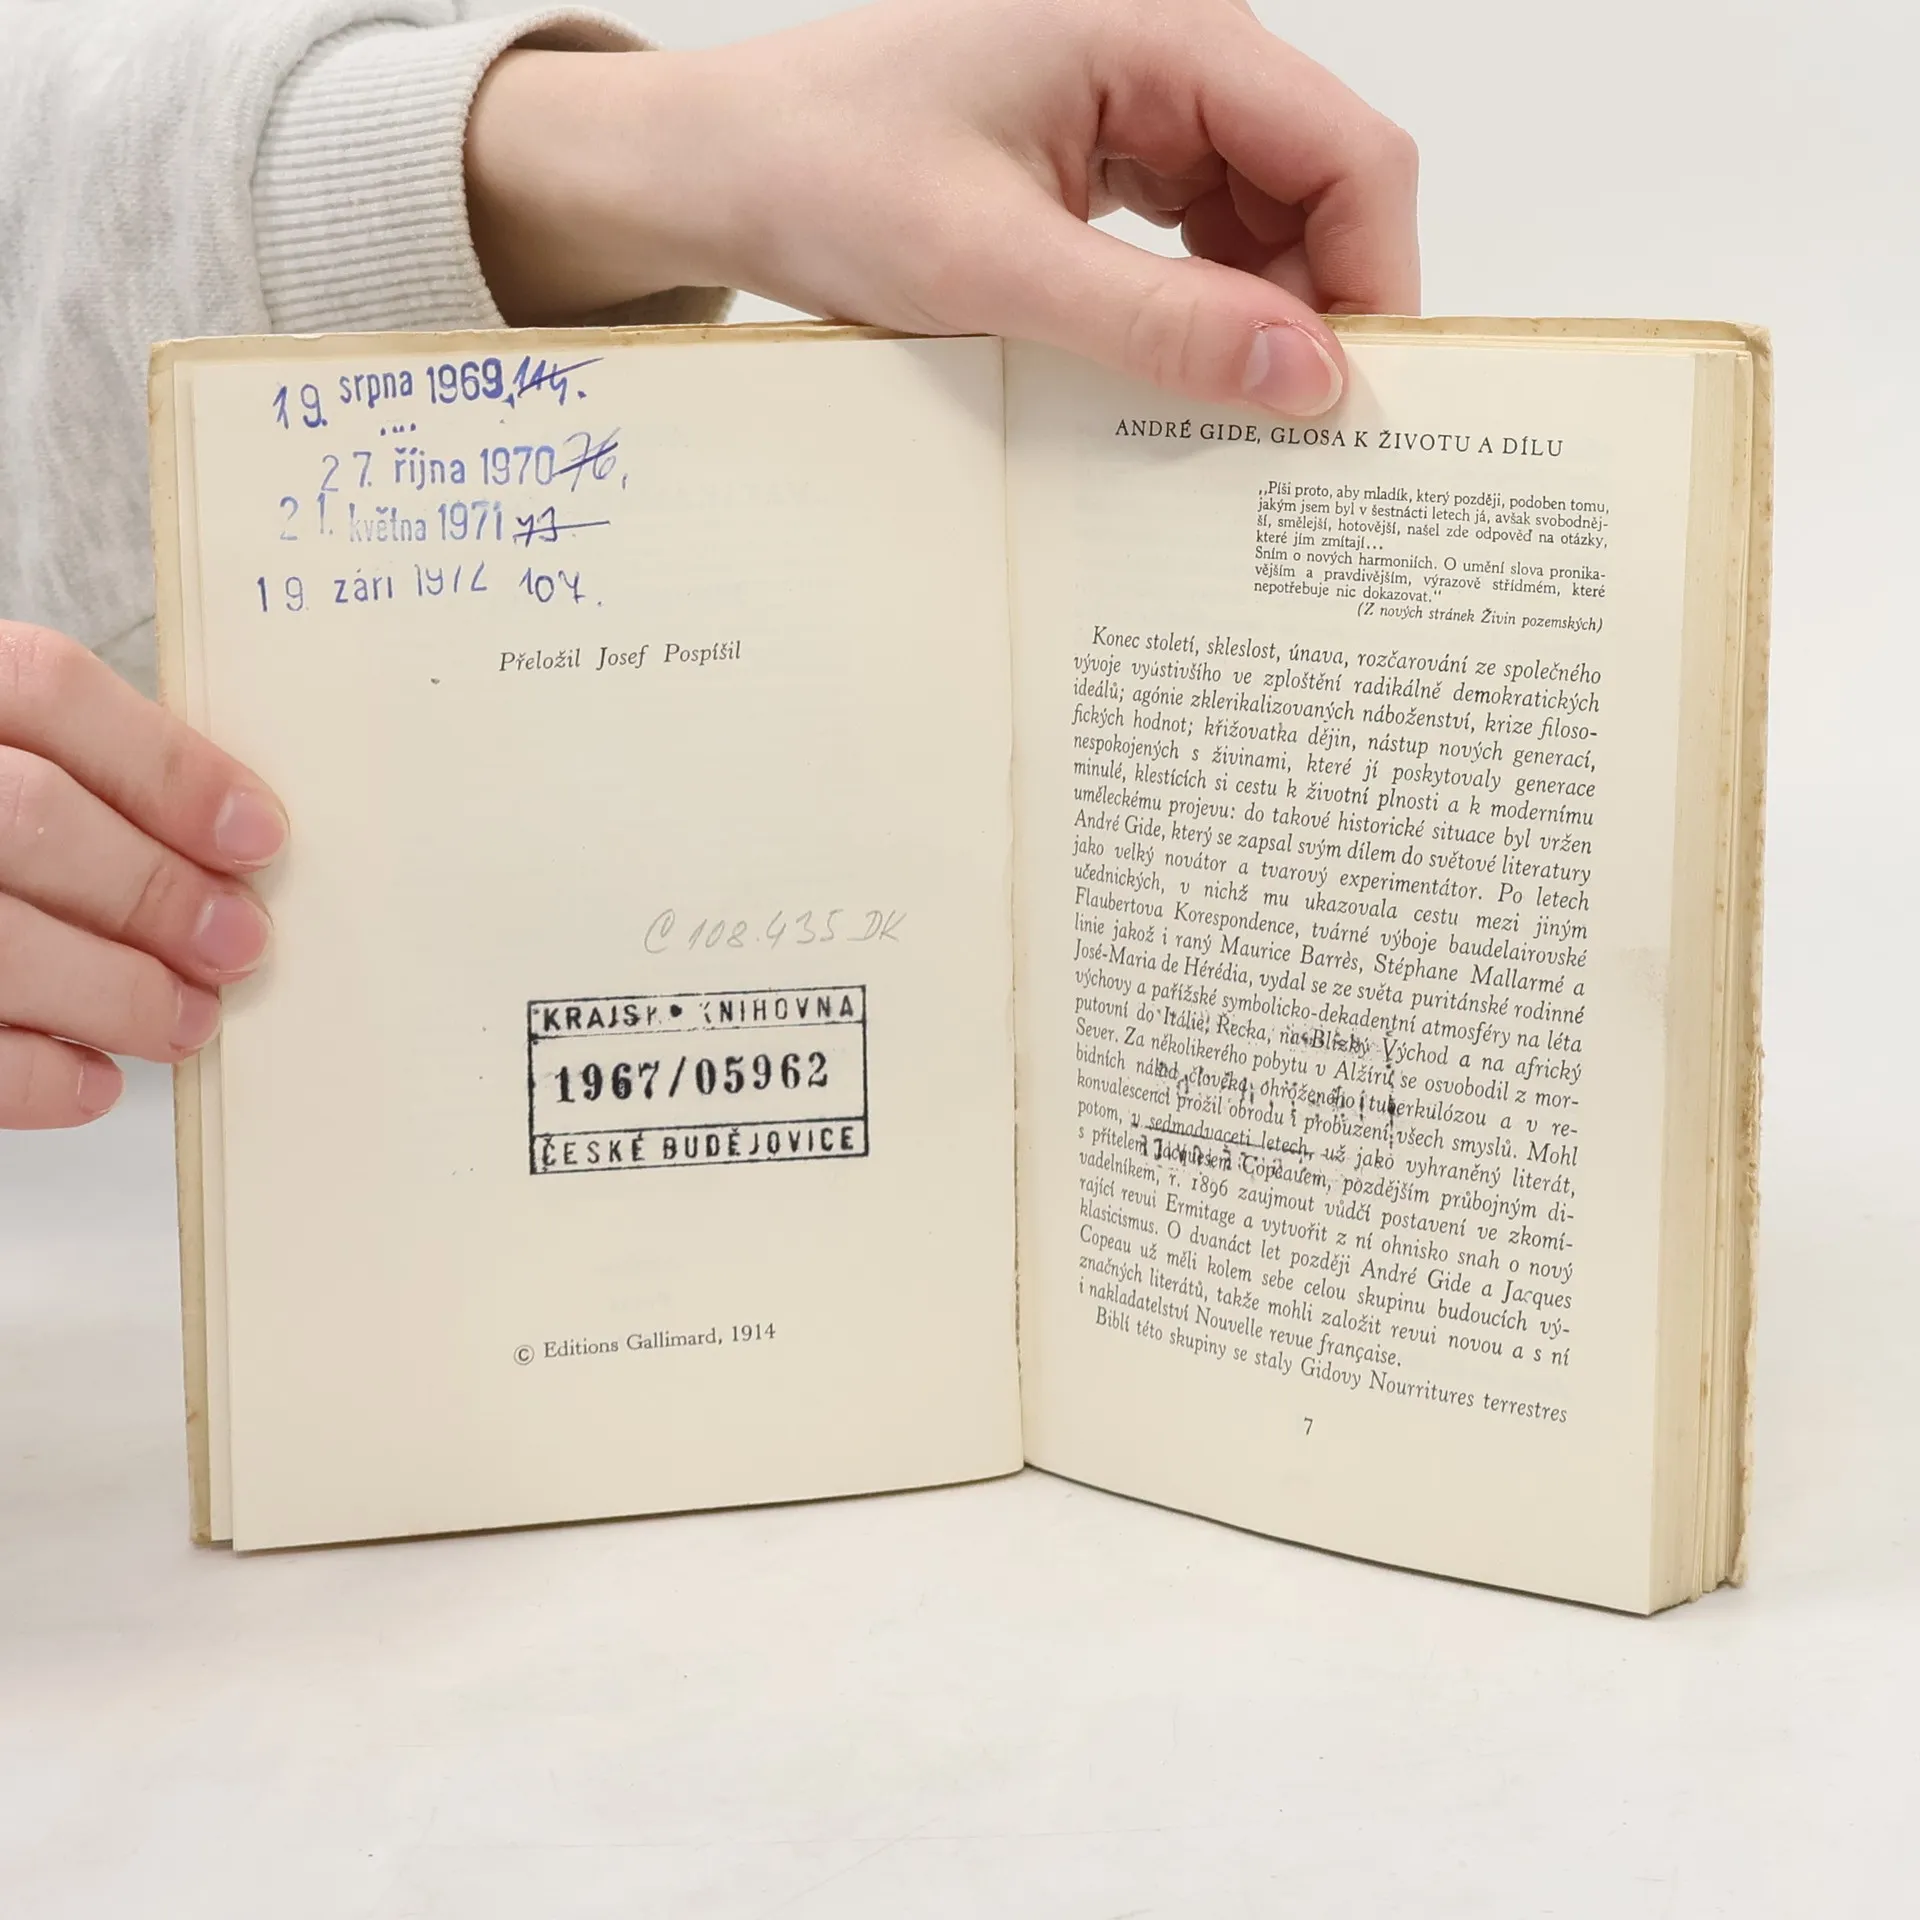 19. srpna 1969 114.
27. října 1970 76.
21. května 1971 73
19. září 1972 107.
Přeložil Josef Pospíšil
C 108.435 DK
KRAJSK KNIHOVNA
1967/05962
ČESKÉ BUDĚJOVICE
© Editions Gallimard, 1914
ANDRÉ GIDE, GLOSA K ŽIVOTU A DÍLU
„Píši proto, aby mladík, který později, podoben tomu,
jakým jsem byl v šestnácti letech já, avšak svobodněj-
ší, smělejší, hotovější, našel zde odpověď na otázky,
které jím zmítají...
Sním o nových harmoniích. O umění slova pronika-
vějším a pravdivějším, výrazově střídmém, které
nepotřebuje nic dokazovat.“
(Z nových stránek Živin pozemských)
Konec století, skleslost, únava, rozčarování ze společného
vývoje vyústivšího ve zploštění radikálně demokratických
ideálů; agónie zklerikalizovaných náboženství, krize filoso-
fických hodnot; křižovatka dějin, nástup nových generací,
nespokojených s živinami, které jí poskytovaly generace
minulé, klestících si cestu k životní plnosti a k modernímu
uměleckému projevu: do takové historické situace byl vržen
André Gide, který se zapsal svým dílem do světové literatury
jako velký novátor a tvarový experimentátor. Po letech
učednických, v nichž mu ukazovala cestu mezi jiným
Flaubertova Korespondence, tvárné výboje baudelairovské
linie jakož i raný Maurice Barrès, Stéphane Mallarmé a
José-Maria de Hérédia, vydal se ze světa puritánské rodinné
výchovy a pařížské symbolicko-dekadentní atmosféry na léta
putovní do Itálie, Řecka, na Blízký Východ a na africký
Sever. Za několikerého pobytu v Alžíru se osvobodil z mor-
bidních nálad člověka ohroženého tuberkulózou a v re-
konvalescenci prožil obrodu i probuzení všech smyslů. Mohl
potom, v sedmadvaceti letech, už jako vyhraněný literát,
s přítelem Jacquesem Copeauem, pozdějším průbojným di-
vadelníkem, r. 1896 zaujmout vůdčí postavení ve zkomí-
rající revui Ermitage a vytvořit z ní ohnisko snah o nový
klasicismus. O dvanáct let později André Gide a Jacques
Copeau už měli kolem sebe celou skupinu budoucích vý-
značných literátů, takže mohli založit revui novou a s ní
i nakladatelství Nouvelle revue française.
Biblí této skupiny se staly Gidovy Nourritures terrestres
7